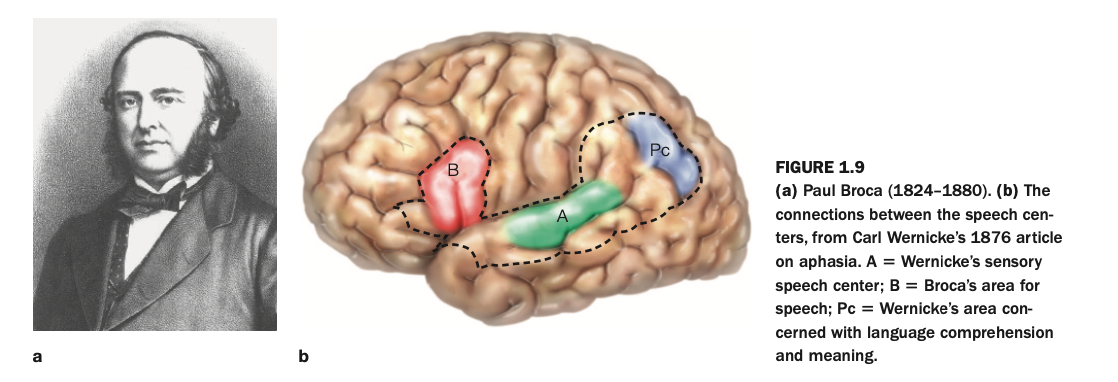 B
Pc
A
a
b
FIGURE 1.9
(a) Paul Broca (1824–1880). (b) The
connections between the speech cen-
ters, from Carl Wernicke’s 1876 article
on aphasia. A = Wernicke’s sensory
speech center; B = Broca’s area for
speech; Pc = Wernicke’s area con-
cerned with language comprehension
and meaning.